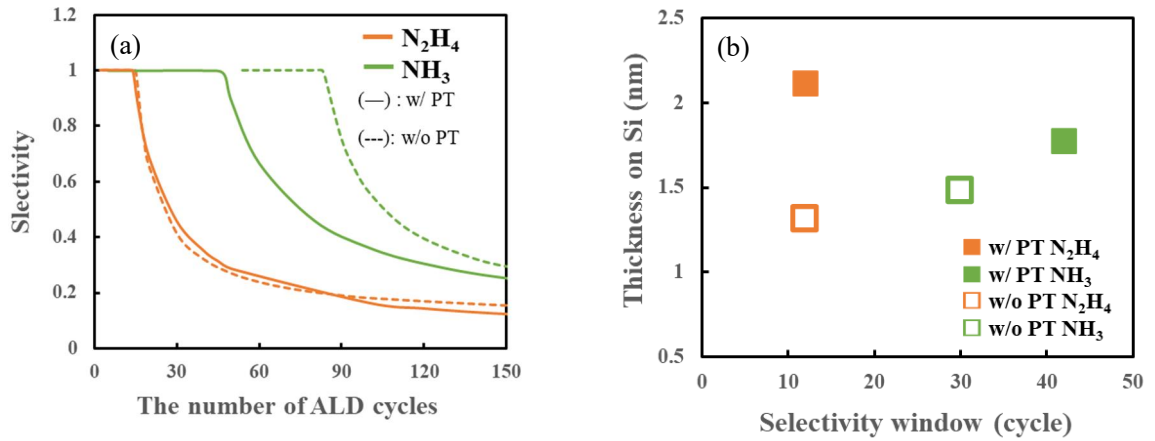 (a)
N₂H₄
NH₃
(—) : w/ PT
(---): w/o PT
1.2
1
0.8
0.6
0.4
0.2
0
0 30 60 90 120 150
Slectivity
The number of ALD cycles
(b)
2.5
2
1.5
1
0.5
0 10 20 30 40 50
Thickness on Si (nm)
Selectivity window (cycle)
w/ PT N₂H₄
w/ PT NH₃
w/o PT N₂H₄
w/o PT NH₃